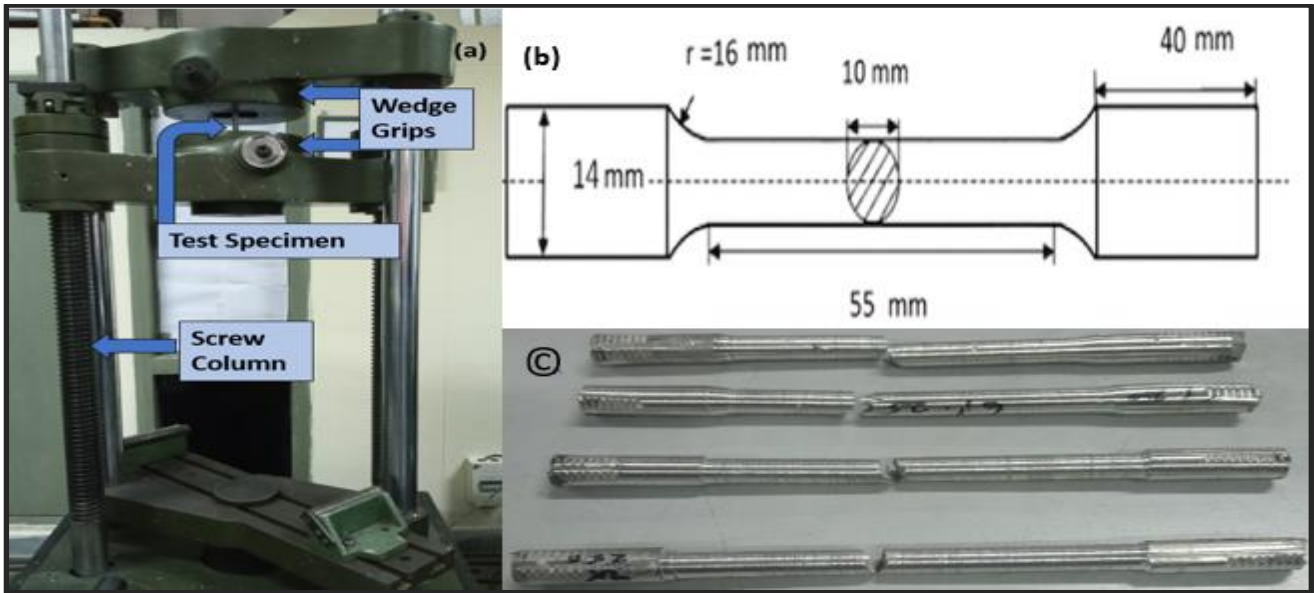 (a)
Wedge
Grips
Test Specimen
Screw
Column
(b)
r =16 mm
10 mm
40 mm
14 mm
55 mm
©